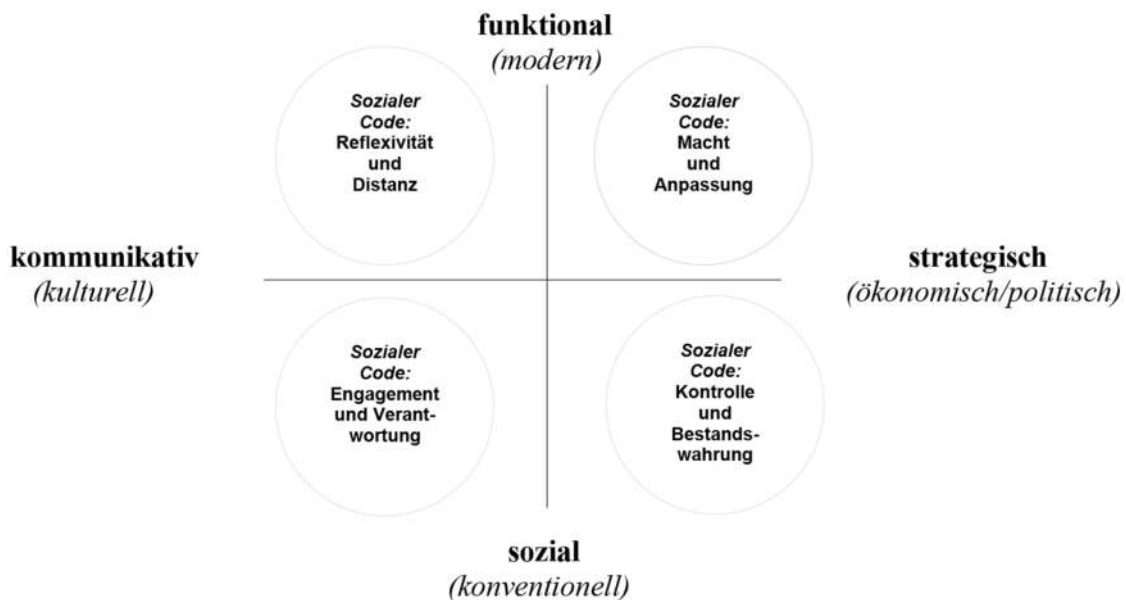 funktional
(modern)
Sozialer
Code:
Reflexivität
und
Distanz
Sozialer
Code:
Macht
und
Anpassung
kommunikativ
(kulturell)
strategisch
(ökonomisch/politisch)
Sozialer
Code:
Engagement
und Verant-
wortung
Sozialer
Code:
Kontrolle
und
Bestands-
wahrung
sozial
(konventionell)